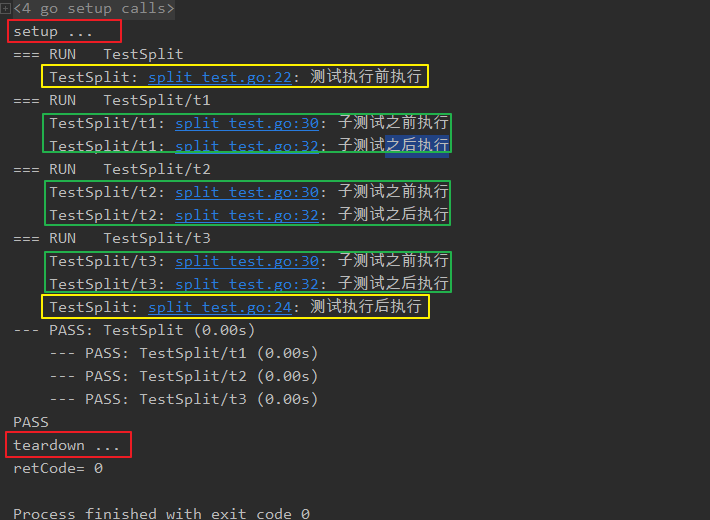 <4 go setup calls>
setup ...
=== RUN   TestSplit
    TestSplit: split_test.go:22: 测试执行前执行
=== RUN   TestSplit/t1
    TestSplit/t1: split_test.go:30: 子测试之前执行
    TestSplit/t1: split_test.go:32: 子测试之后执行
=== RUN   TestSplit/t2
    TestSplit/t2: split_test.go:30: 子测试之前执行
    TestSplit/t2: split_test.go:32: 子测试之后执行
=== RUN   TestSplit/t3
    TestSplit/t3: split_test.go:30: 子测试之前执行
    TestSplit/t3: split_test.go:32: 子测试之后执行
    TestSplit: split_test.go:24: 测试执行后执行
--- PASS: TestSplit (0.00s)
    --- PASS: TestSplit/t1 (0.00s)
    --- PASS: TestSplit/t2 (0.00s)
    --- PASS: TestSplit/t3 (0.00s)
PASS
teardown ...
retCode= 0
Process finished with exit code 0